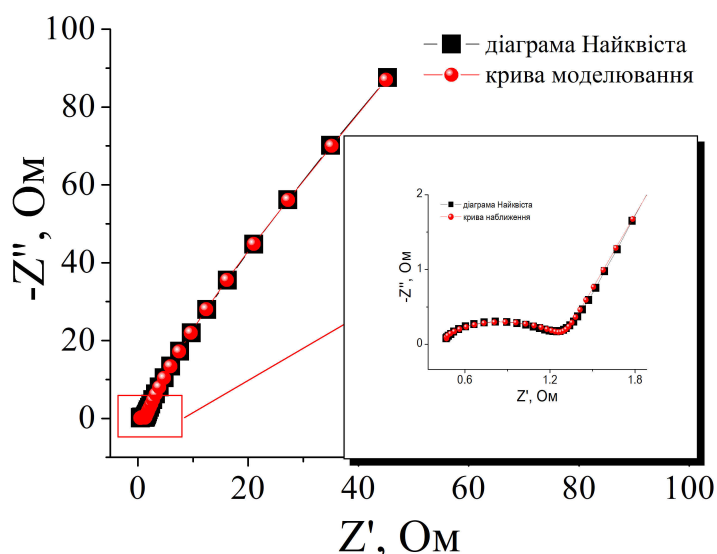 діаграма Найквіста
крива моделювання
100
80
60
40
20
0
-Z'', Ом
0
20
40
60
80
100
Z', Ом
діаграма Найквіста
крива наближення
2
1
0
-Z'', Ом
0.6
1.2
1.8
Z', Ом